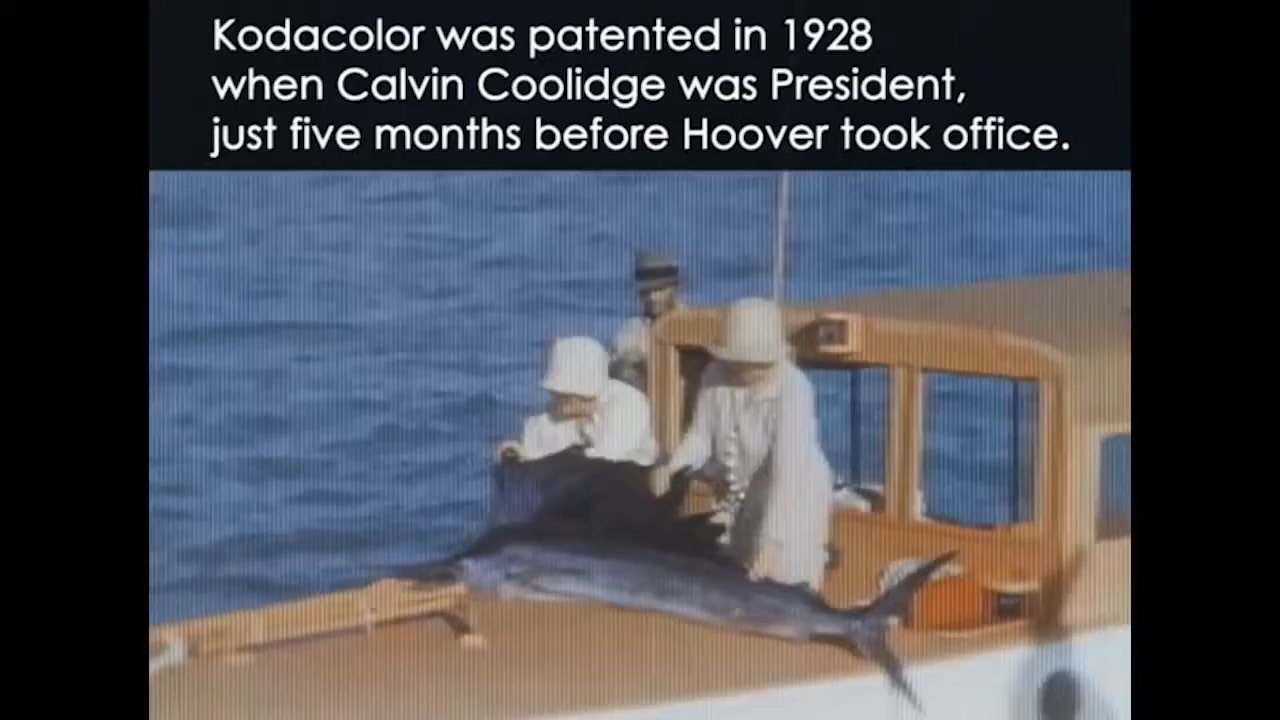 Kodacolor was patented in 1928
when Calvin Coolidge was President,
just five months before Hoover took office.